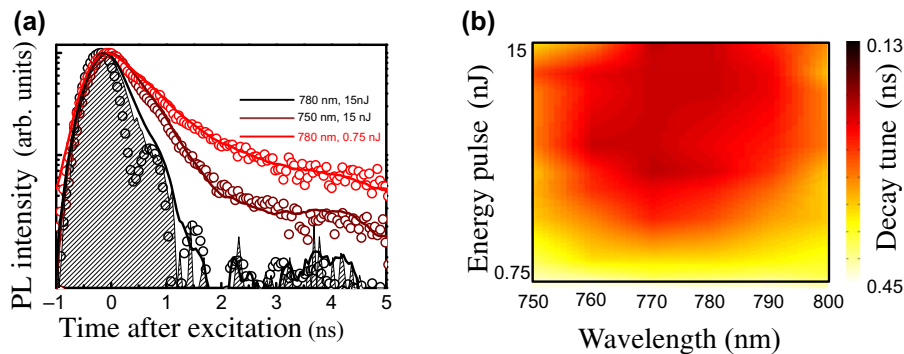 (a)
PL intensity (arb. units)
780 nm, 15nJ
750 nm, 15 nJ
780 nm, 0.75 nJ
−1 0 1 2 3 4 5
Time after excitation (ns)
(b)
Energy pulse (nJ)
15
0.75
750 760 770 780 790 800
Wavelength (nm)
0.13
Decay tune (ns)
0.45